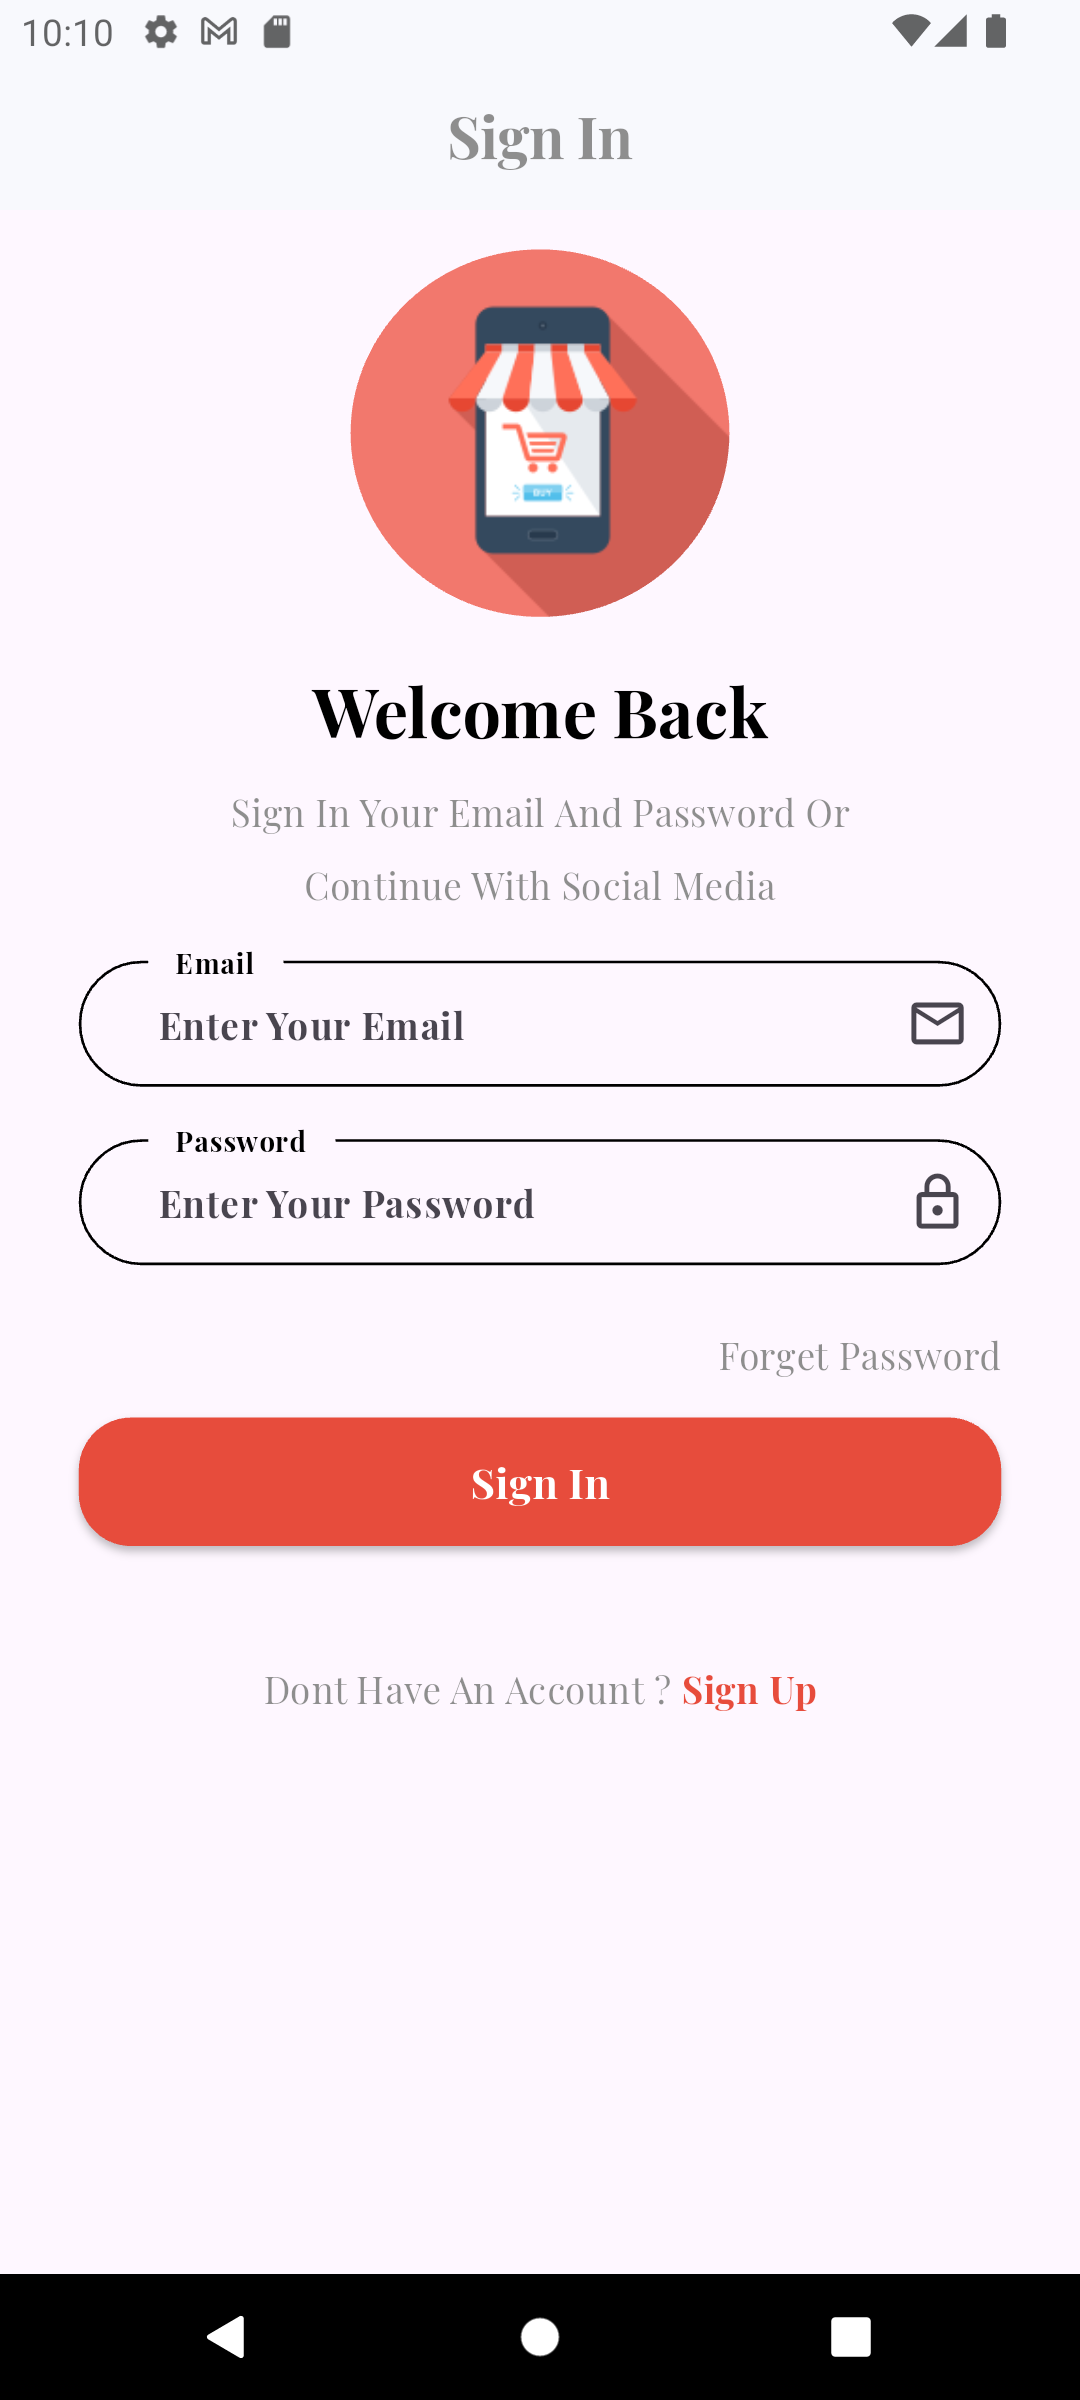 10:10
Sign In
BUY
Welcome Back
Sign In Your Email And Password Or
Continue With Social Media
Email
Enter Your Email
Password
Enter Your Password
Forget Password
Sign In
Dont Have An Account ? Sign Up